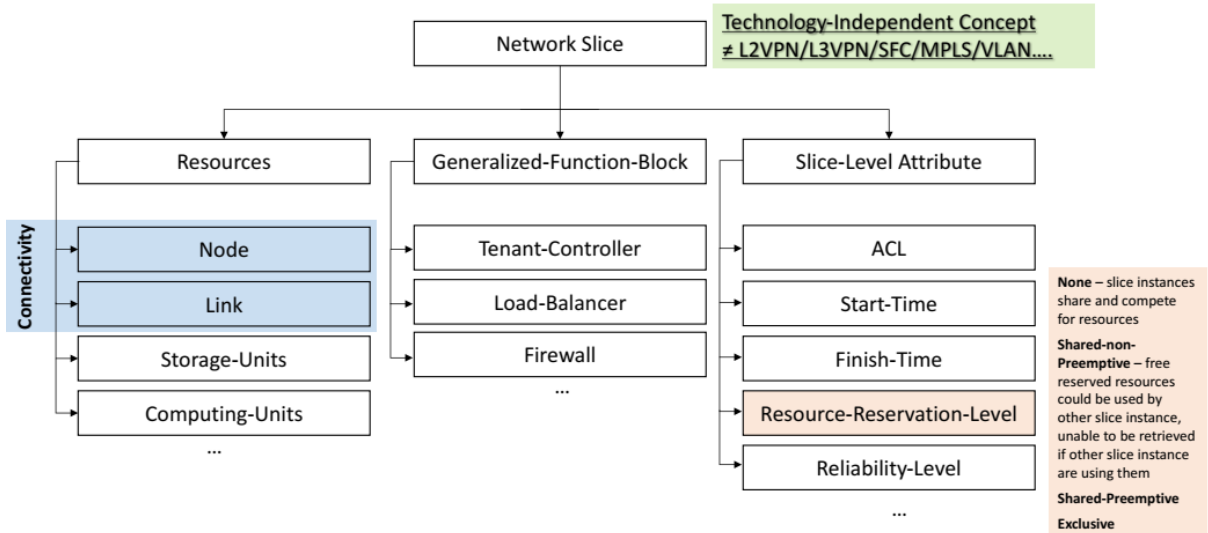 Network Slice
Technology-Independent Concept
≠ L2VPN/L3VPN/SFC/MPLS/VLAN....
Resources
Generalized-Function-Block
Slice-Level Attribute
Connectivity
Node
Link
Storage-Units
Computing-Units
...
Tenant-Controller
Load-Balancer
Firewall
...
ACL
Start-Time
Finish-Time
Resource-Reservation-Level
Reliability-Level
...
None – slice instances
share and compete
for resources
Shared-non-
Preemptive – free
reserved resources
could be used by
other slice instance,
unable to be retrieved
if other slice instance
are using them
Shared-Preemptive
Exclusive